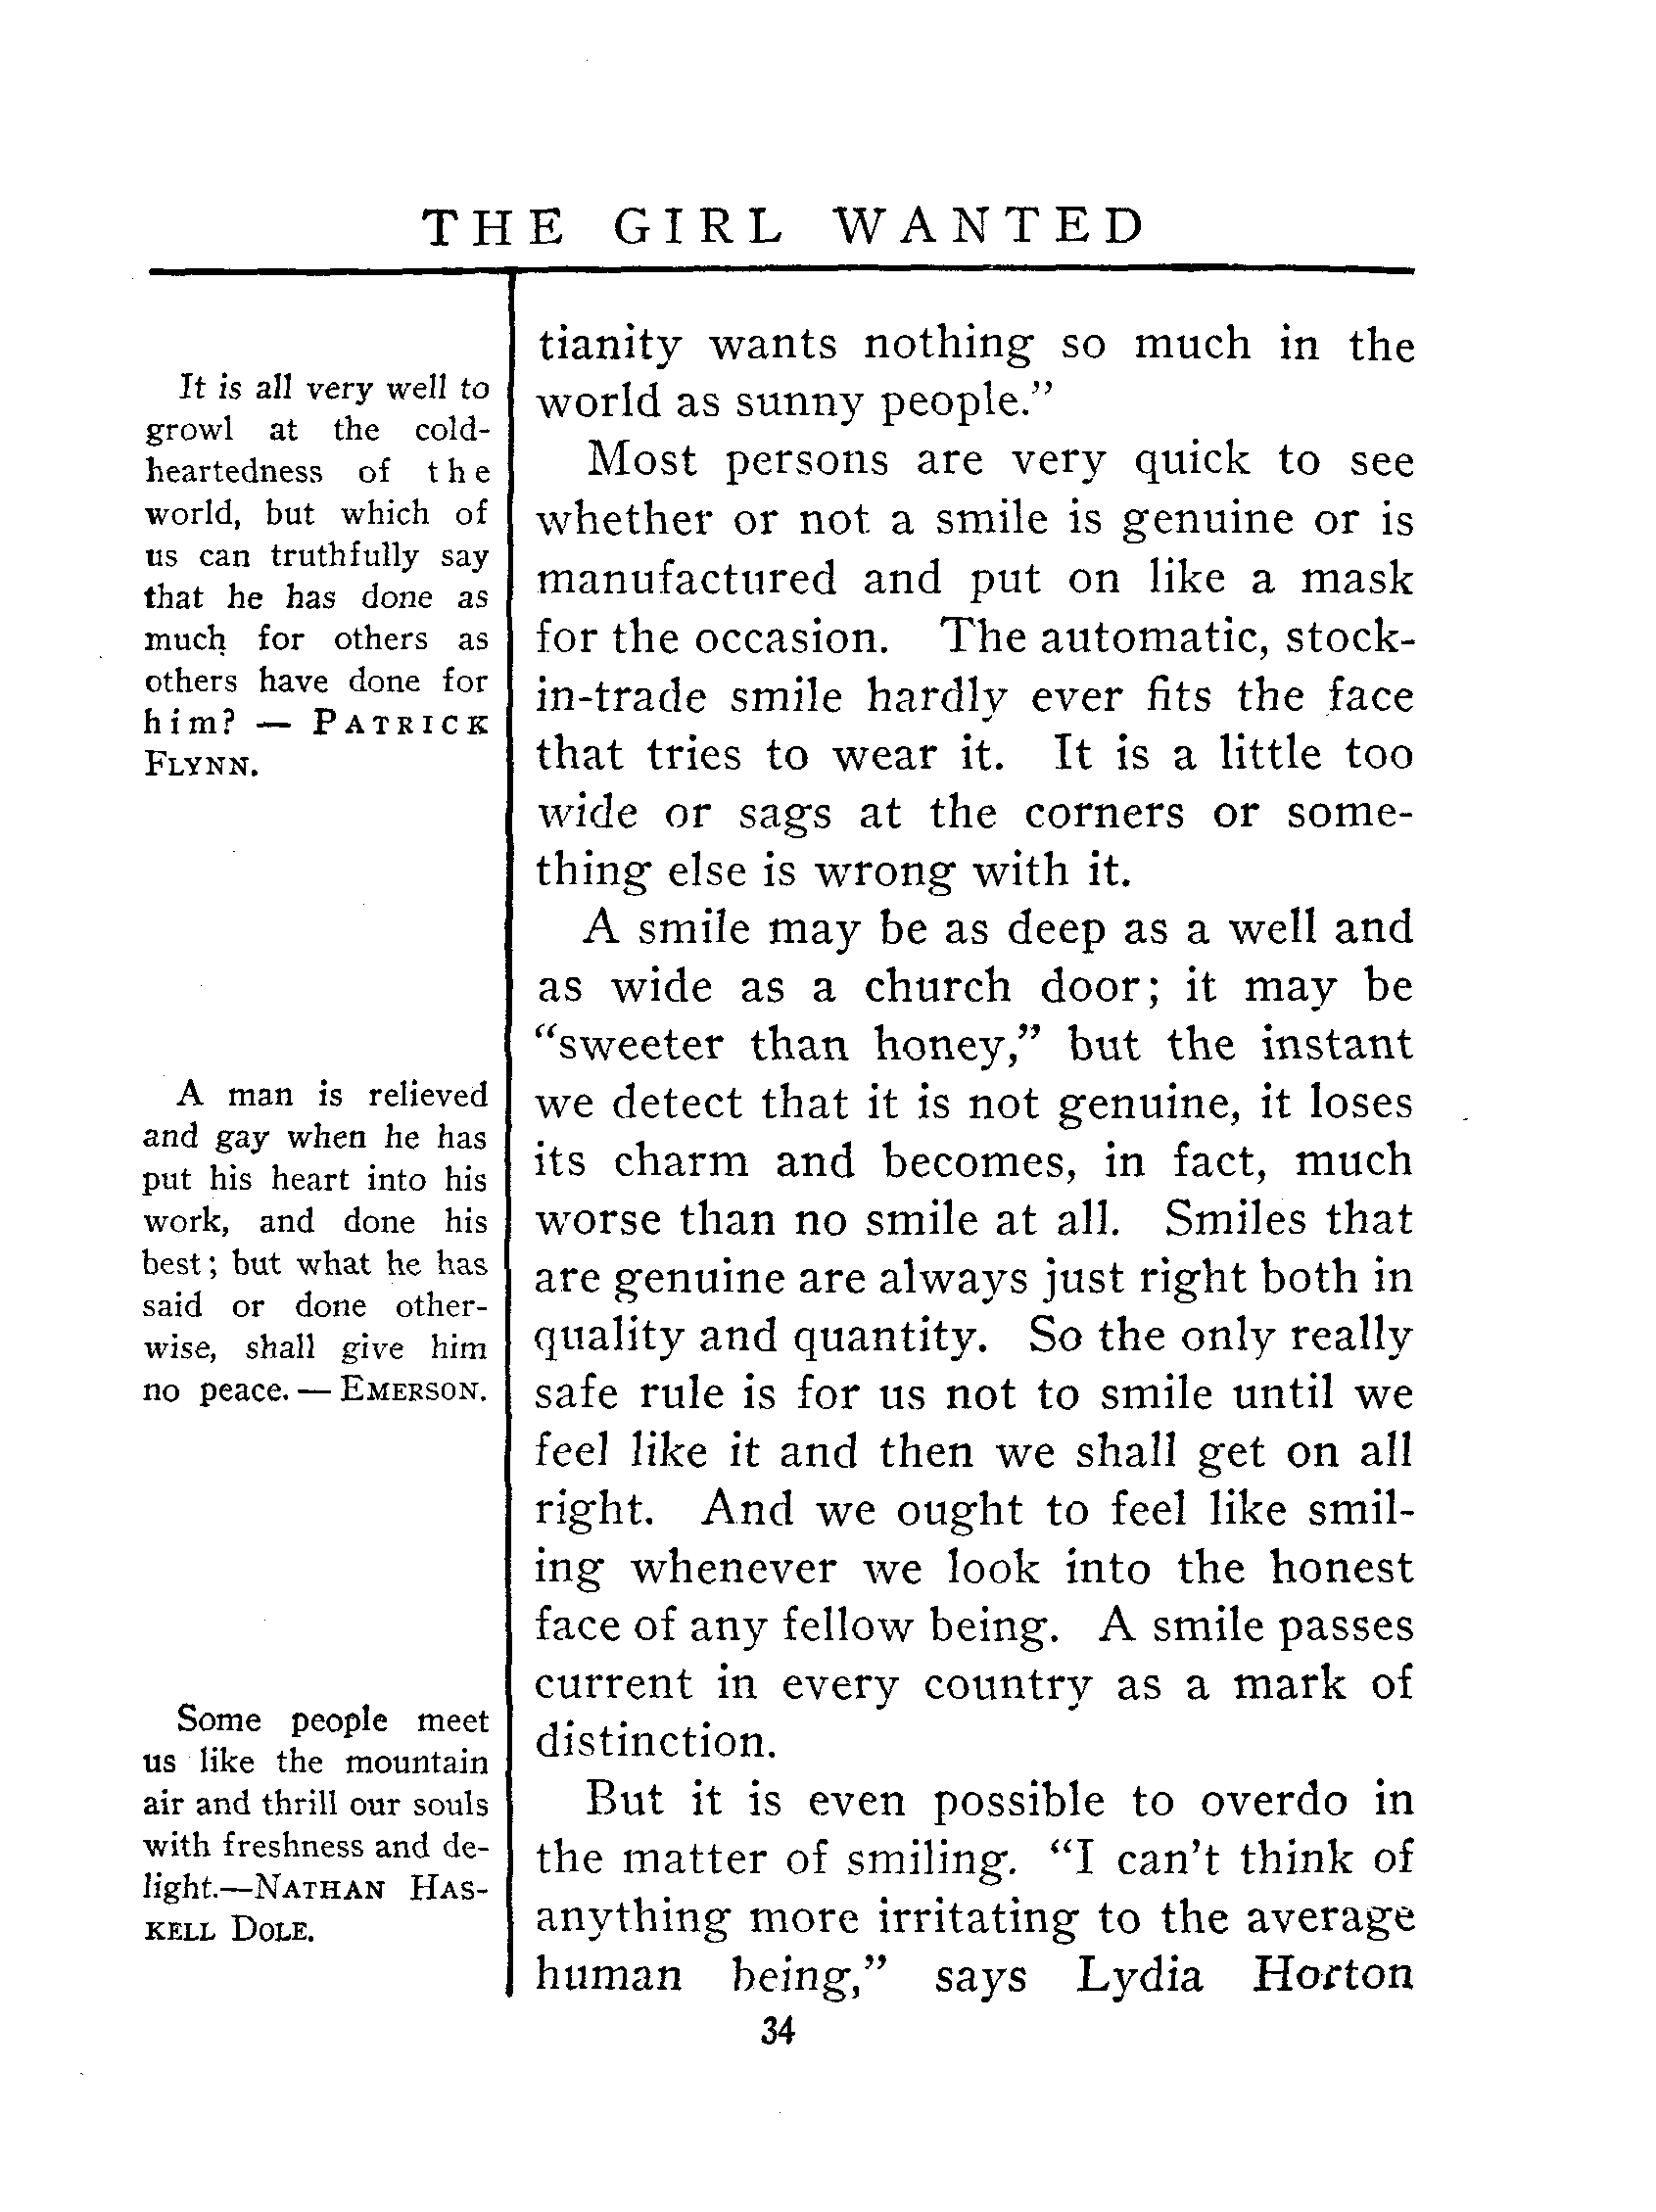 THE GIRL WANTED
It is all very well to
growl at the cold-
heartedness of the
world, but which of
us can truthfully say
that he has done as
much for others as
others have done for
him? — PATRICK
FLYNN.
A man is relieved
and gay when he has
put his heart into his
work, and done his
best; but what he has
said or done other-
wise, shall give him
no peace. — EMERSON.
Some people meet
us like the mountain
air and thrill our souls
with freshness and de-
light.—NATHAN HAS-
KELL DOLE.
tianity wants nothing so much in the
world as sunny people.”
Most persons are very quick to see
whether or not a smile is genuine or is
manufactured and put on like a mask
for the occasion. The automatic, stock-
in-trade smile hardly ever fits the face
that tries to wear it. It is a little too
wide or sags at the corners or some-
thing else is wrong with it.
A smile may be as deep as a well and
as wide as a church door; it may be
“sweeter than honey,” but the instant
we detect that it is not genuine, it loses
its charm and becomes, in fact, much
worse than no smile at all. Smiles that
are genuine are always just right both in
quality and quantity. So the only really
safe rule is for us not to smile until we
feel like it and then we shall get on all
right. And we ought to feel like smil-
ing whenever we look into the honest
face of any fellow being. A smile passes
current in every country as a mark of
distinction.
But it is even possible to overdo in
the matter of smiling. “I can't think of
anything more irritating to the average
human being,” says Lydia Horton
34